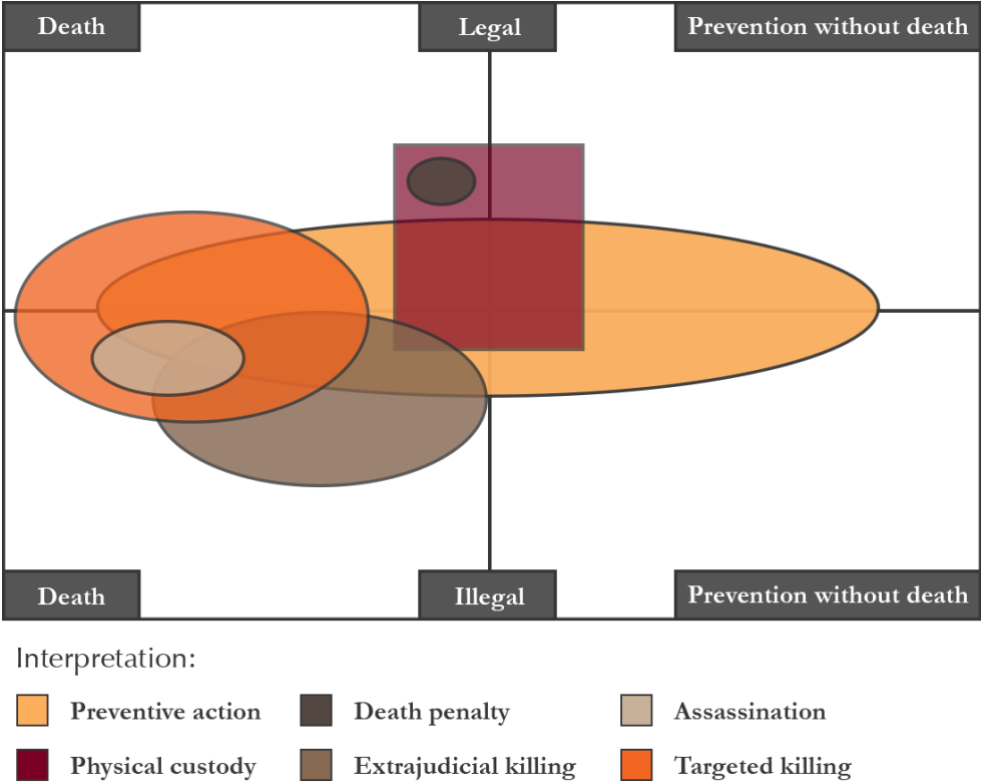 Death
Legal
Prevention without death
Death
Illegal
Prevention without death
Interpretation:
Preventive action
Death penalty
Assassination
Physical custody
Extrajudicial killing
Targeted killing